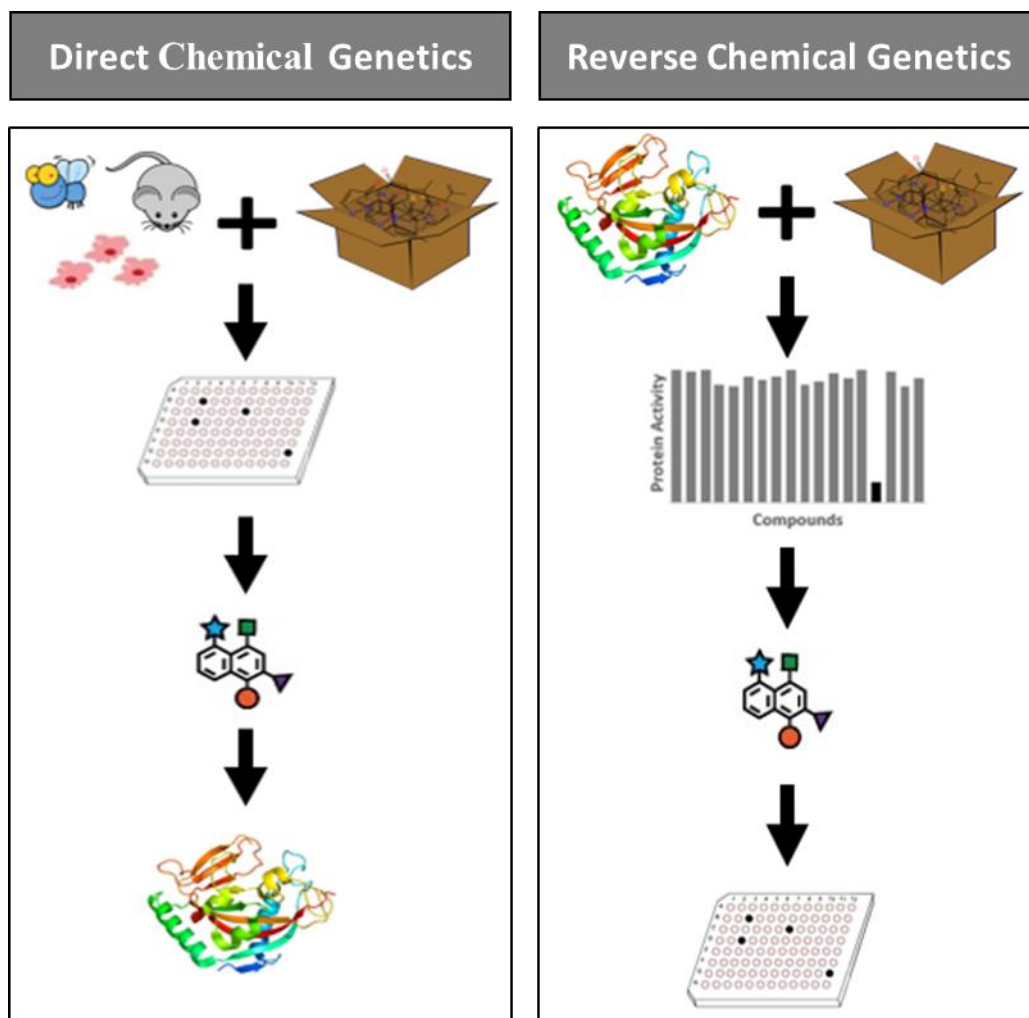 Direct Chemical Genetics
Reverse Chemical Genetics
Protein Activity
Compounds